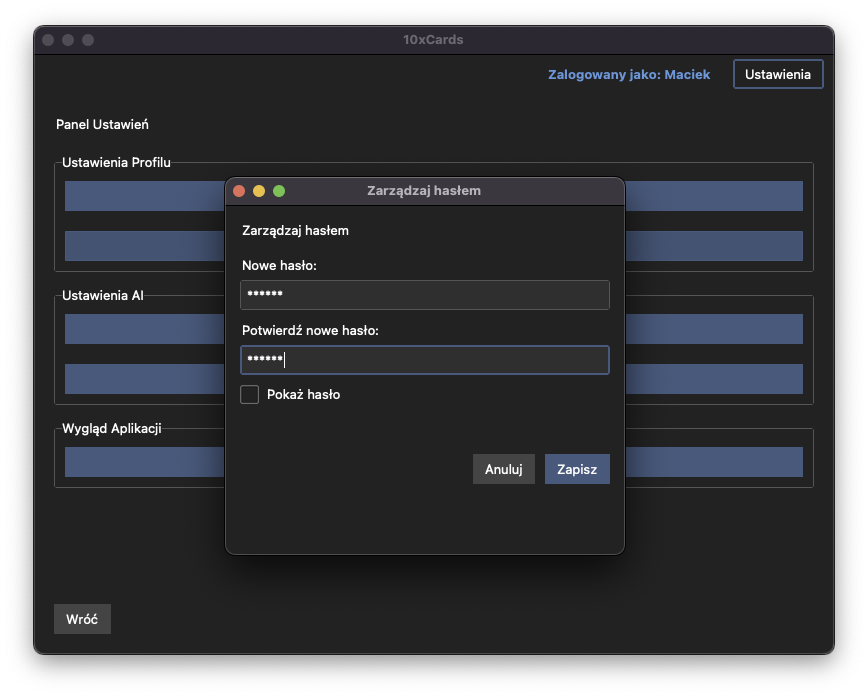 10xCards
Zalogowany jako: Maciek
Ustawienia
Panel Ustawień
Ustawienia Profilu
Zarządzaj hasłem
Zarządzaj hasłem
Nowe hasło:
******
Ustawienia AI
Potwierdź nowe hasło:
******
Pokaż hasło
Wygląd Aplikacji
Anuluj
Zapisz
Wróć